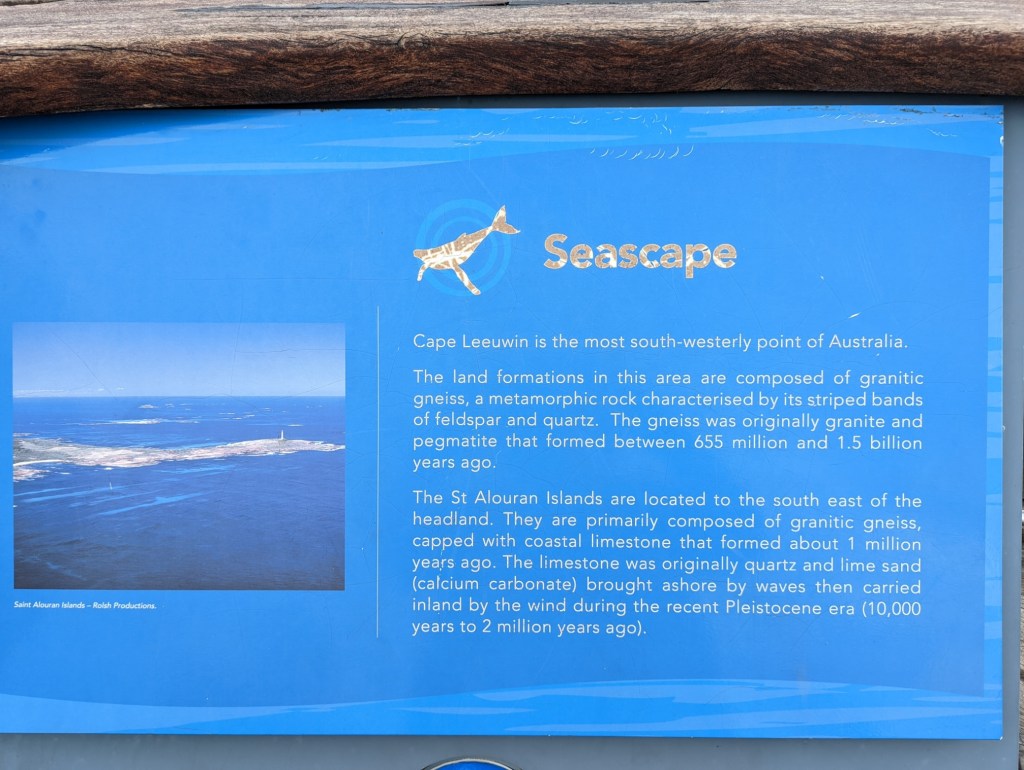 Seascape
Cape Leeuwin is the most south-westerly point of Australia.
The land formations in this area are composed of granitic
gneiss, a metamorphic rock characterised by its striped bands
of feldspar and quartz. The gneiss was originally granite and
pegmatite that formed between 655 million and 1.5 billion
years ago.
The St Alouran Islands are located to the south east of the
headland. They are primarily composed of granitic gneiss,
capped with coastal limestone that formed about 1 million
years ago. The limestone was originally quartz and lime sand
(calcium carbonate) brought ashore by waves then carried
inland by the wind during the recent Pleistocene era (10,000
years to 2 million years ago).
Saint Alouran Islands – Rolsh Productions.